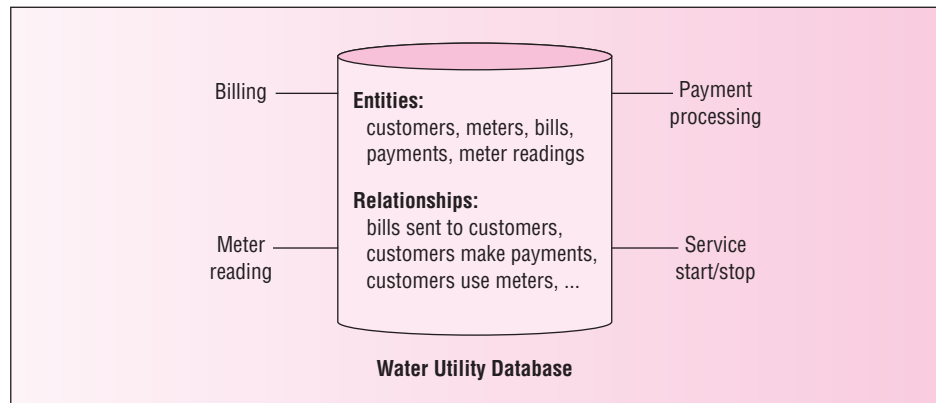 Billing
Meter
reading
Entities:
customers, meters, bills,
payments, meter readings
Relationships:
bills sent to customers,
customers make payments,
customers use meters, ...
Payment
processing
Service
start/stop
Water Utility Database